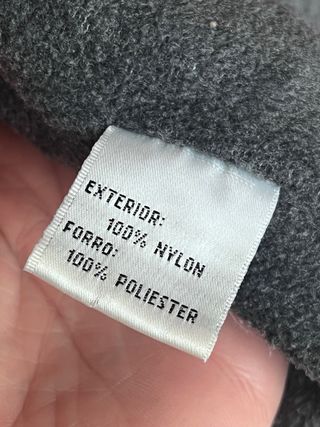 EXTERIOR:
100% NYLON
FORRO:
100% POLIESTER